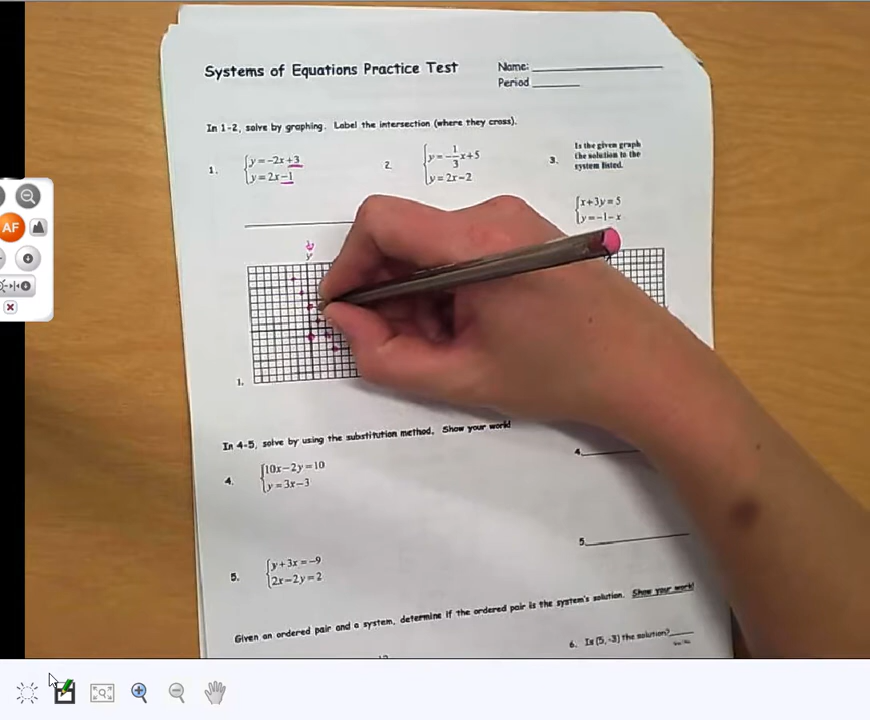 Systems of Equations Practice Test
Name:
Period
In 1-2, solve by graphing. Label the intersection (where they cross).
1. {y=-2x+3
y=2x-1
2. {y=-1/3x+5
y=2x-2
3. Is the given graph
the solution to the
system listed.
{x+3y=5
y=-1-x
y
1.
In 4-5, solve by using the substitution method. Show your work!
4. {10x-2y=10
y=3x-3
4.
5. {y+3x=-9
2x-2y=2
5.
Given an ordered pair and a system, determine if the ordered pair is the system's solution. Show your work!
6. Is (5,-3) the solution?
AF